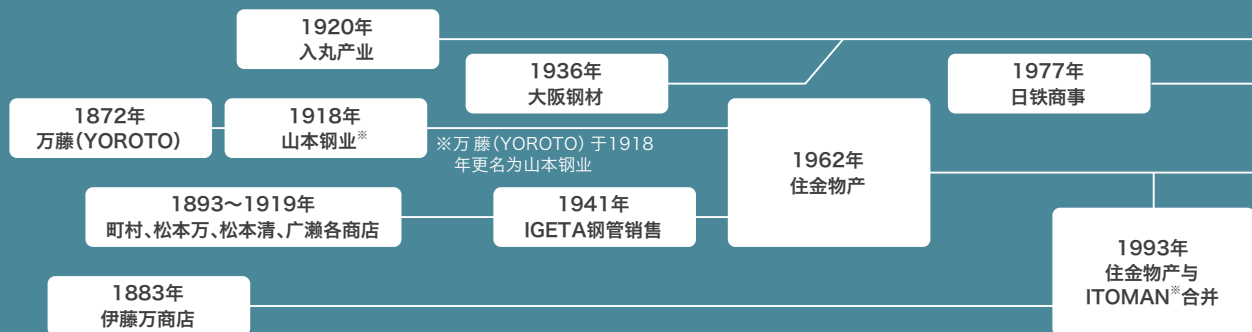 1920年
入丸产业
1936年
大阪钢材
1977年
日铁商事
1872年
万藤(YOROTO)
1918年
山本钢业※
※万藤(YOROTO)于1918
年更名为山本钢业
1962年
住金物产
1893～1919年
町村、松本万、松本清、广濑各商店
1941年
IGETA钢管销售
1993年
住金物产与
ITOMAN※合并
1883年
伊藤万商店